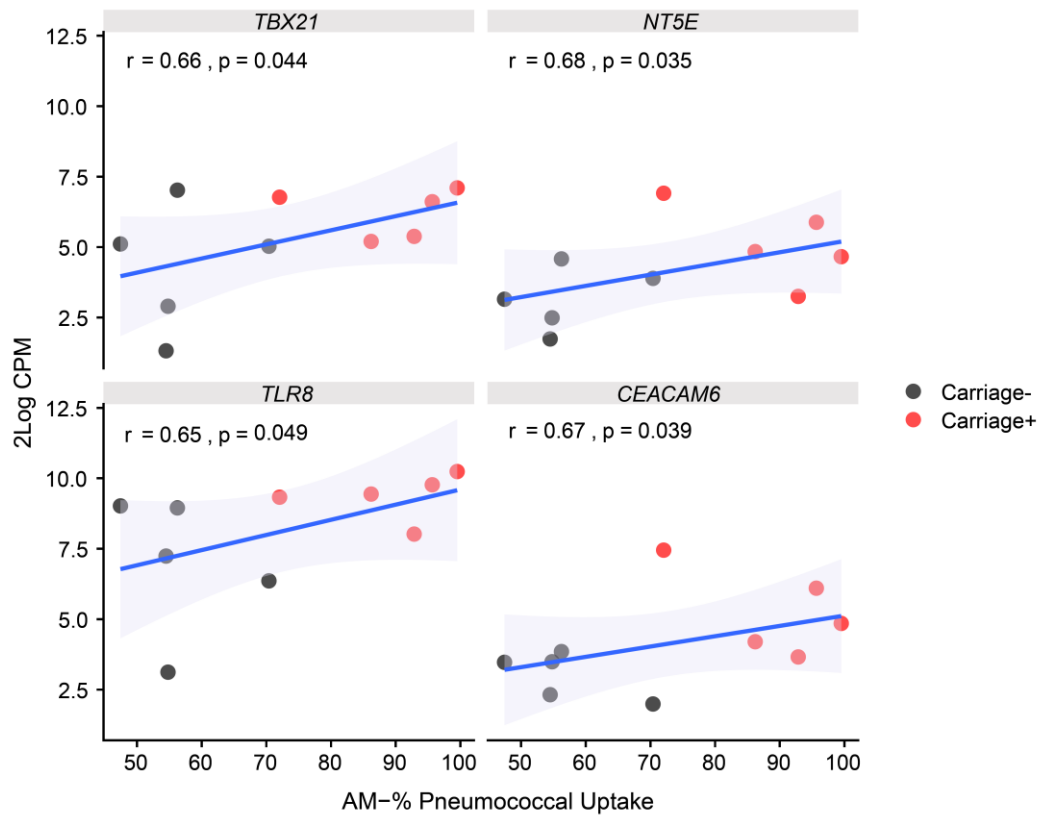 TBX21 NT5E
12.5
r = 0.66 , p = 0.044 r = 0.68 , p = 0.035
10.0
7.5
5.0
2.5
2Log CPM
TLR8 CEACAM6
12.5
r = 0.65 , p = 0.049 r = 0.67 , p = 0.039
10.0
7.5
5.0
2.5
Carriage-
Carriage+
50 60 70 80 90 100 50 60 70 80 90 100
AM−% Pneumococcal Uptake